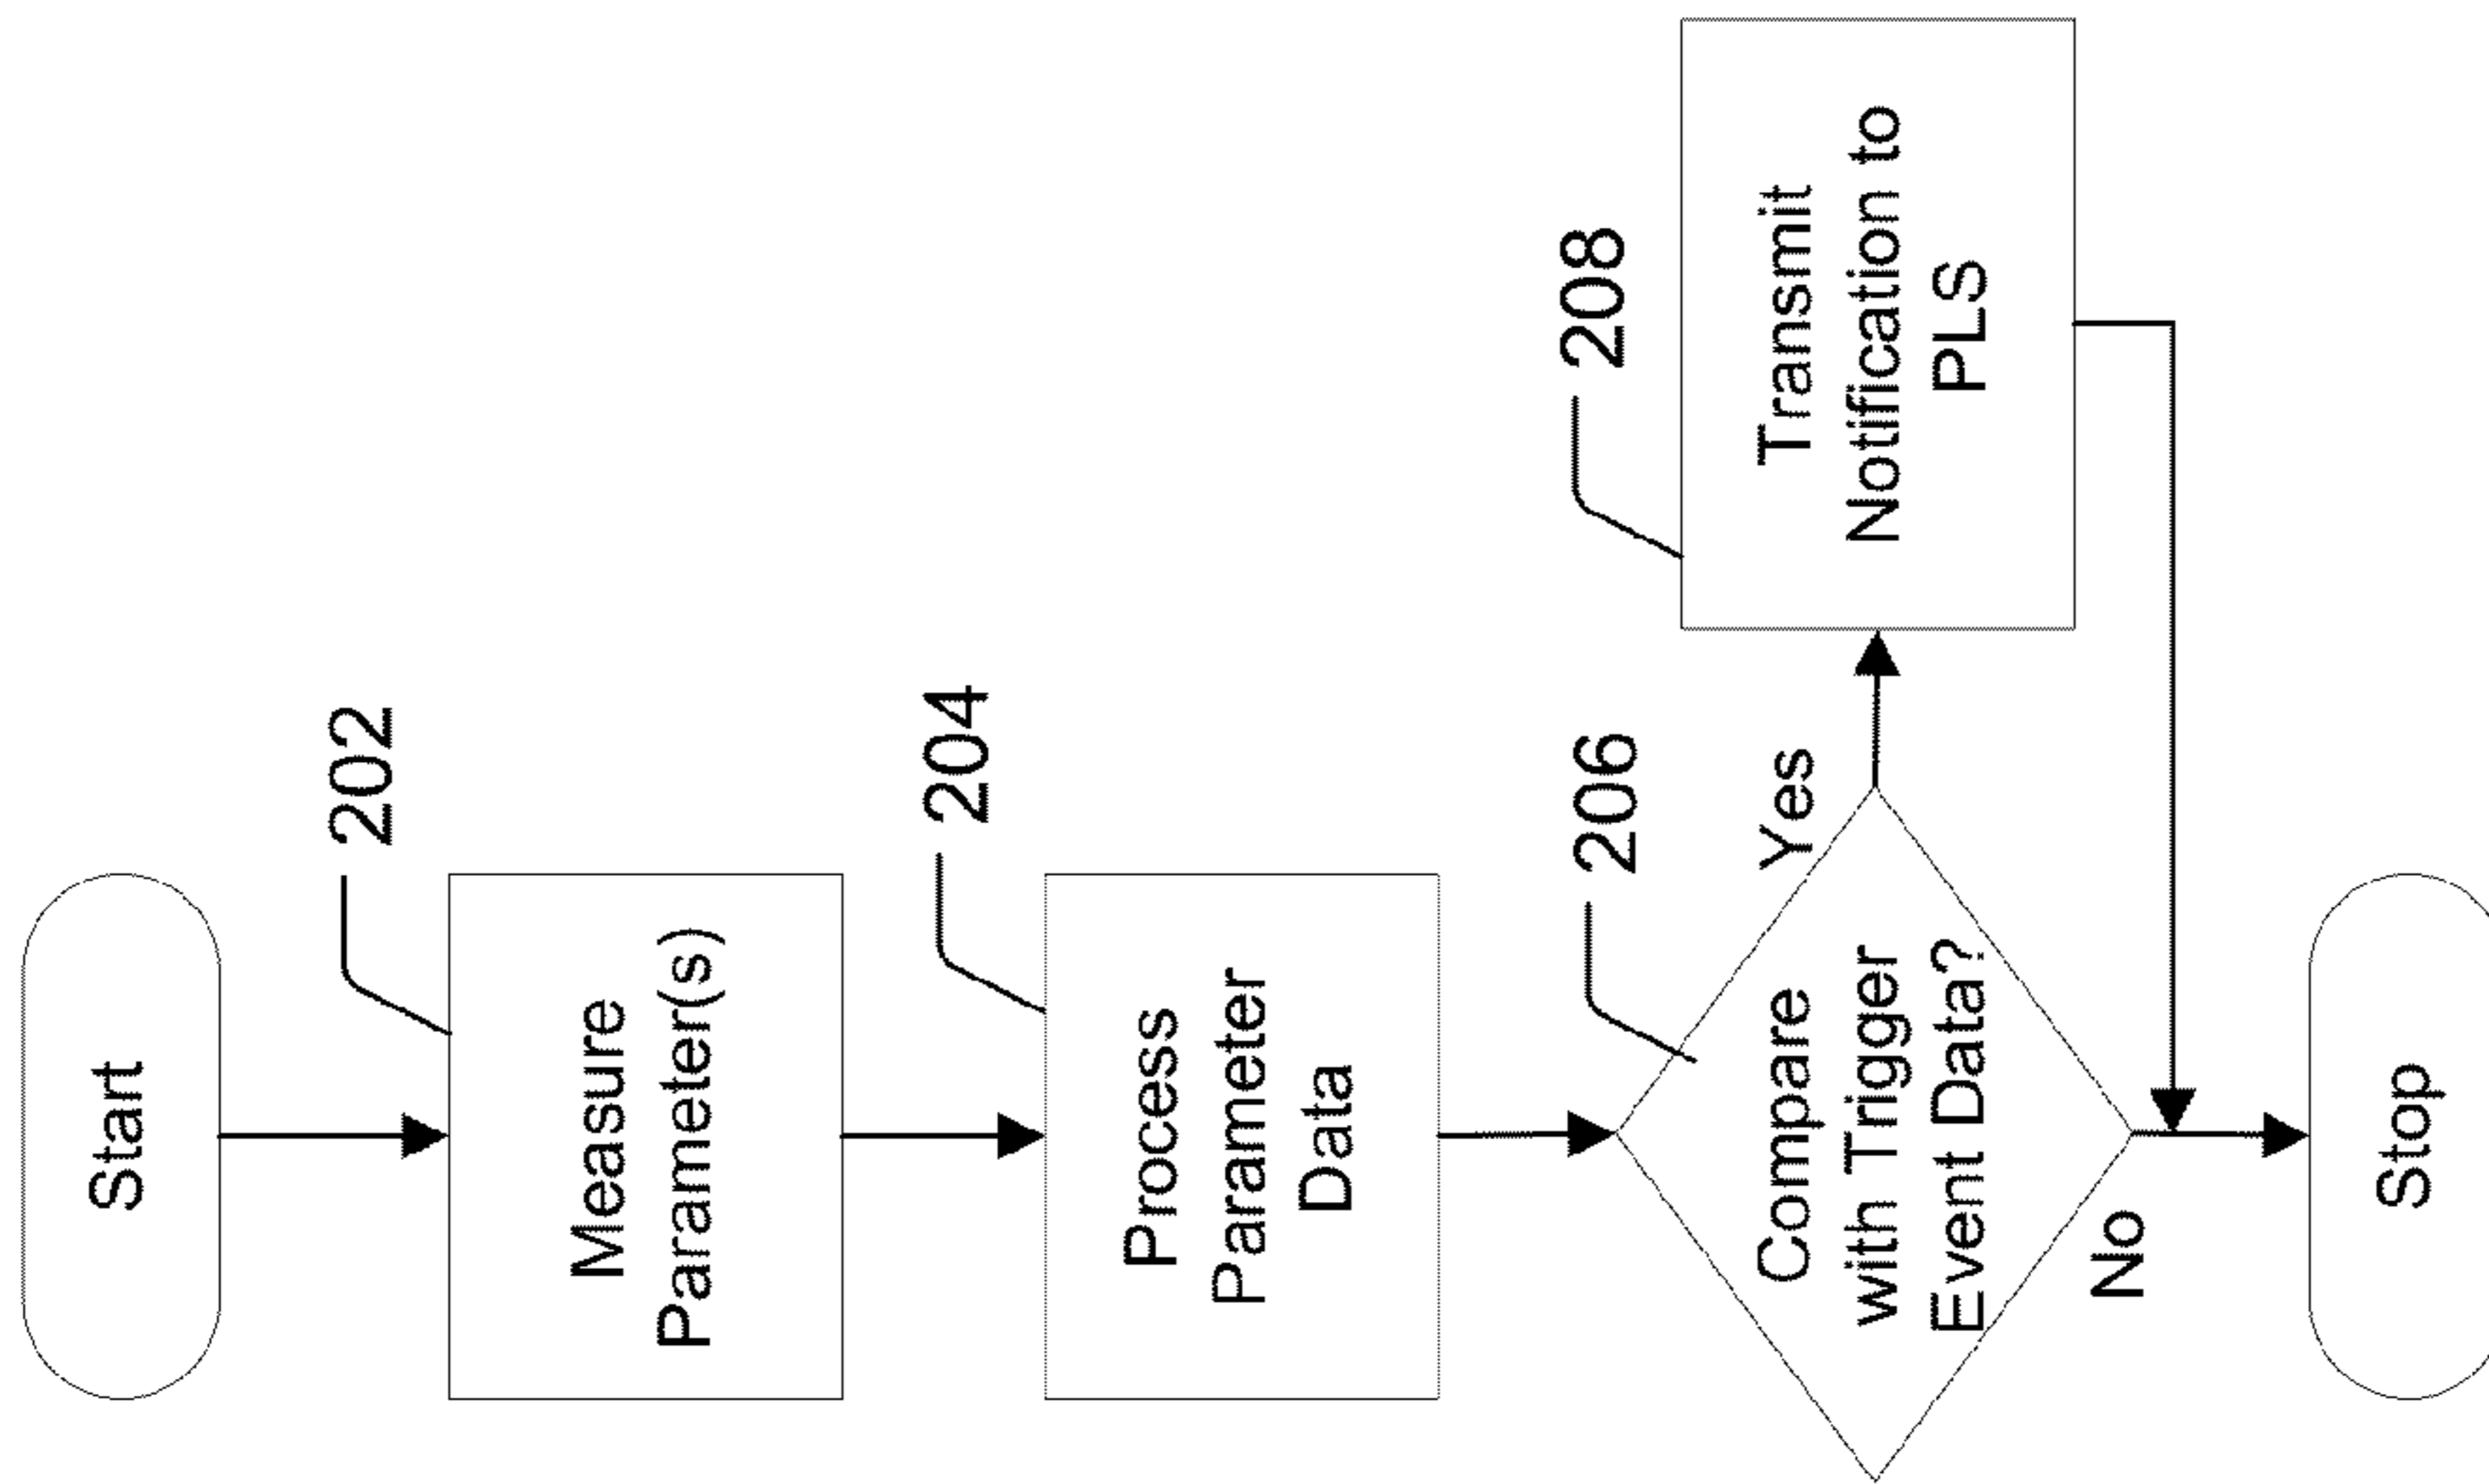 Start
202
Measure
Parameter(s)
204
Process
Parameter
Data
206
Compare
with Trigger
Event Data?
Yes
208
Transmit
Notification to
PLS
No
Stop